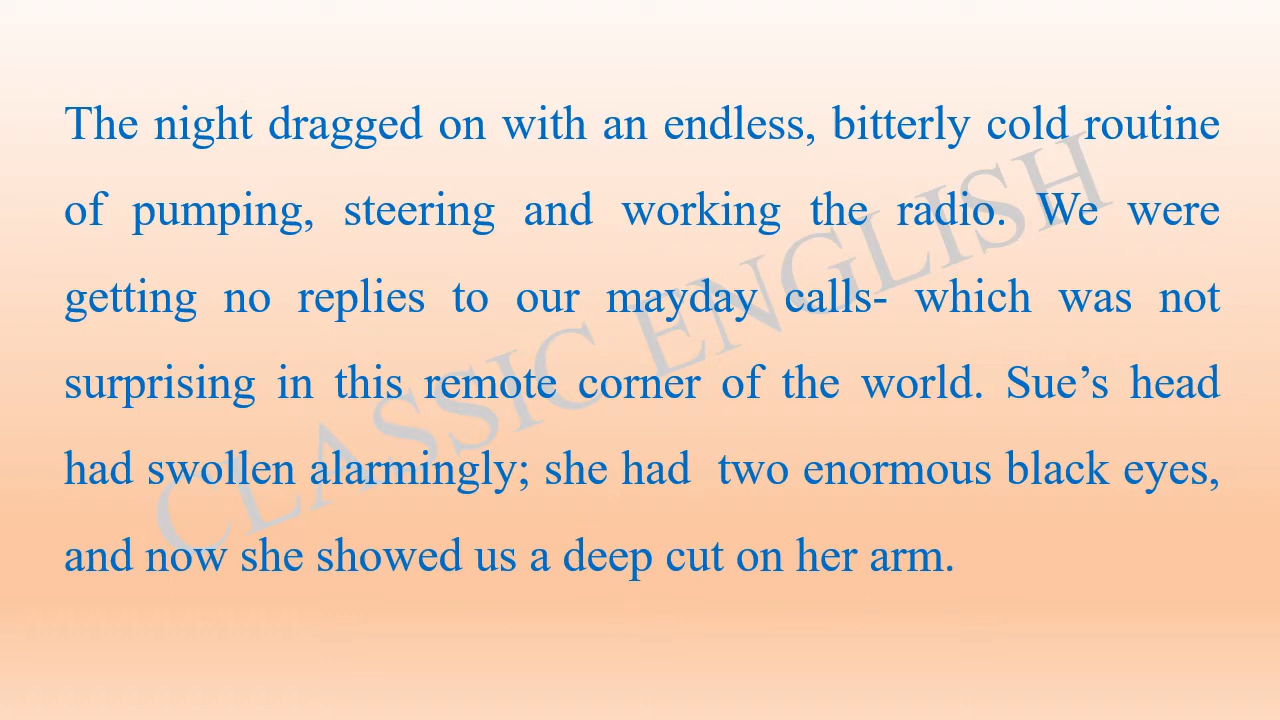 The night dragged on with an endless, bitterly cold routine
of pumping, steering and working the radio. We were
getting no replies to our mayday calls- which was not
surprising in this remote corner of the world. Sue’s head
had swollen alarmingly; she had  two enormous black eyes,
and now she showed us a deep cut on her arm.
CLASSIC ENGLISH